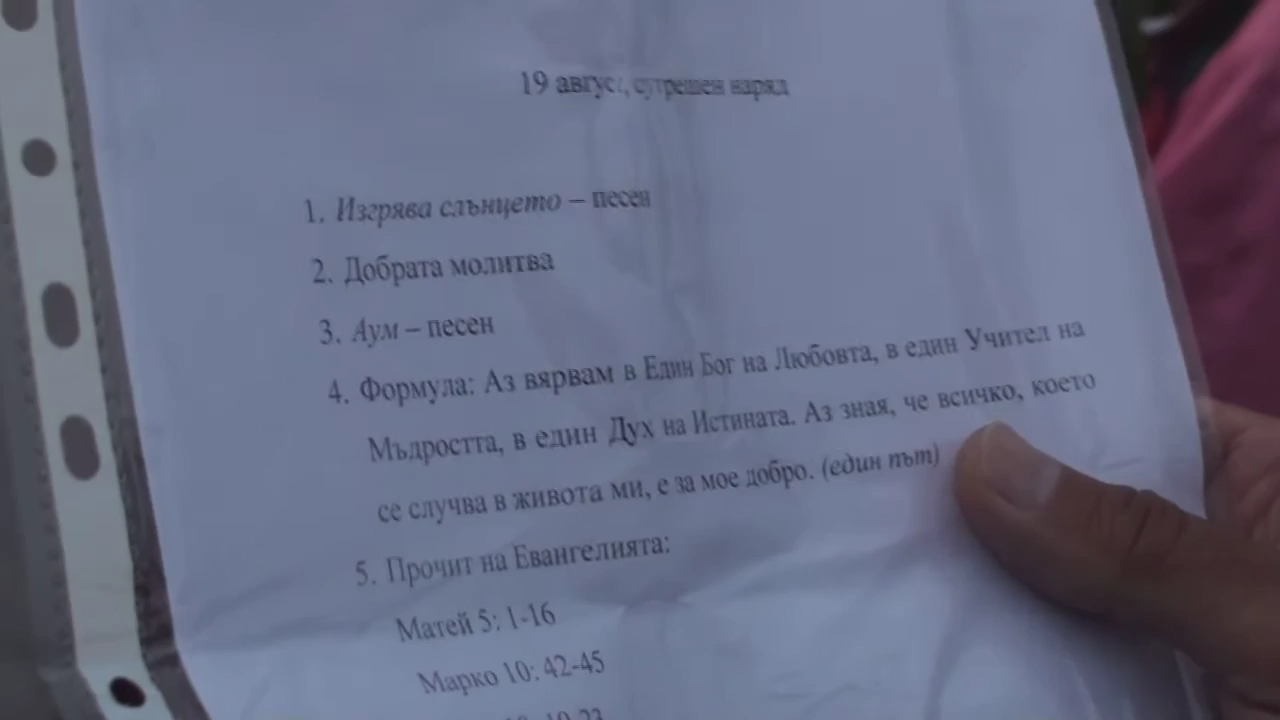 19 август, сутрешен наряд
1. Изгрява слънцето – песен
2. Добрата молитва
3. Аум – песен
4. Формула: Аз вярвам в Един Бог на Любовта, в един Учител на
Мъдростта, в един Дух на Истината. Аз зная, че всичко, което
се случва в живота ми, е за мое добро. (един път)
5. Прочит на Евангелията:
Матей 5: 1-16
Марко 10: 42-45